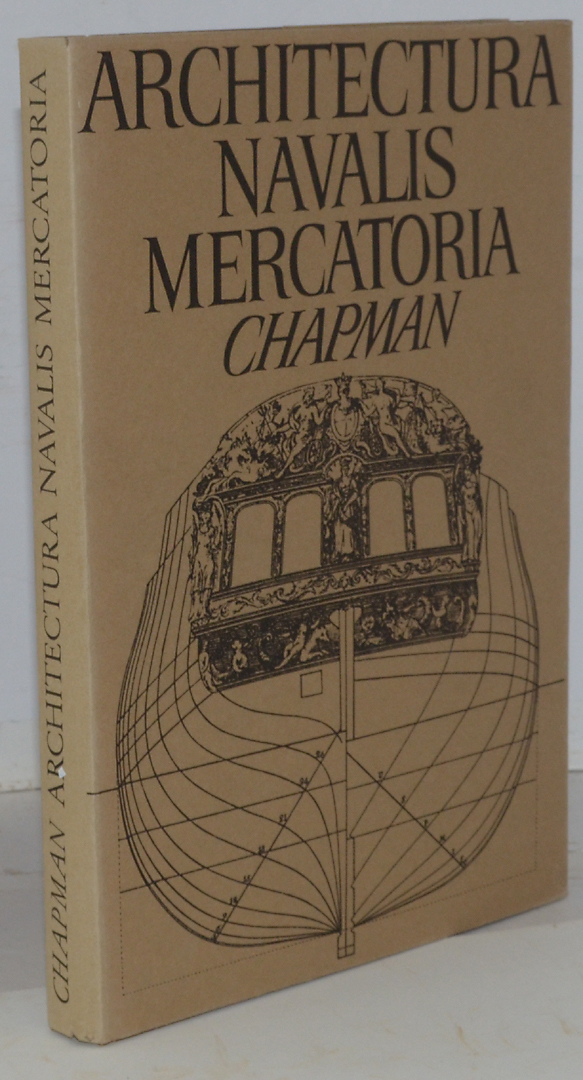 ARCHITECTURA
NAVALIS
MERCATORIA
CHAPMAN
CHAPMAN ARCHITECTURA NAVALIS MERCATORIA